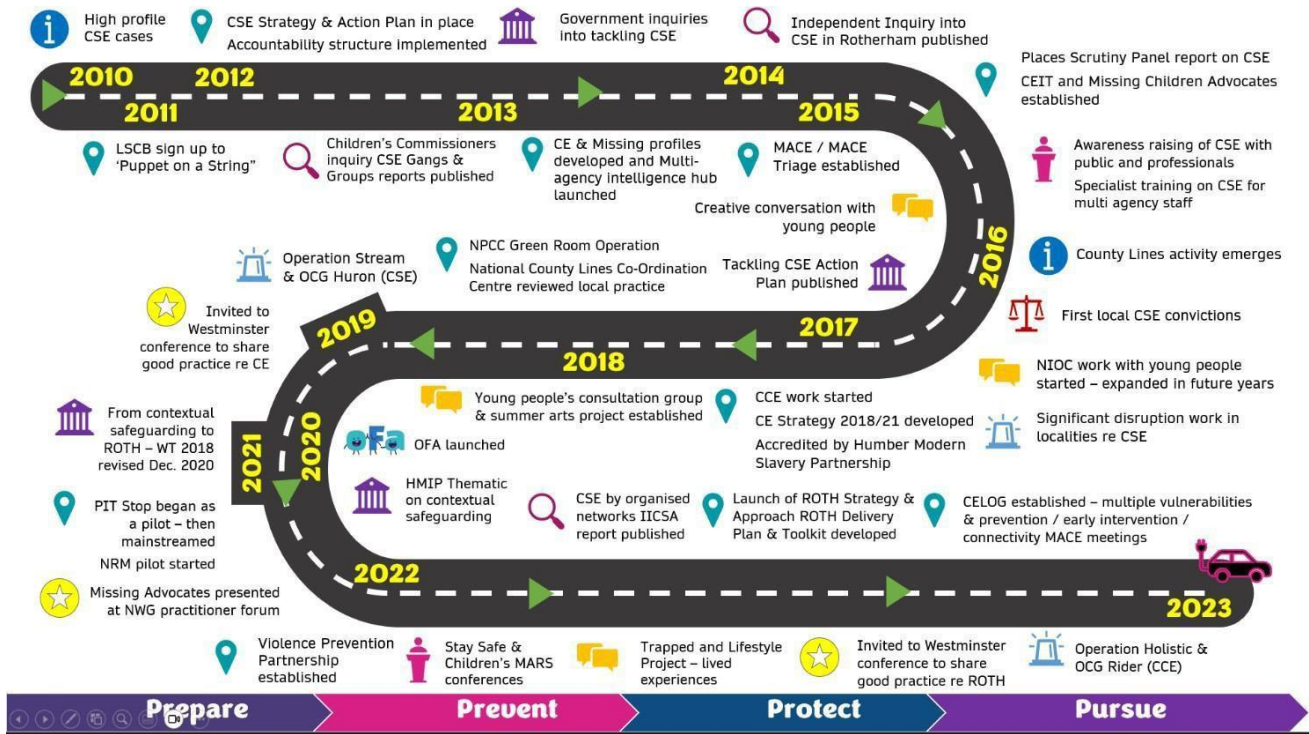 High profile
CSE cases
CSE Strategy & Action Plan in place
Accountability structure implemented
Government inquiries
into tackling CSE
Independent Inquiry into
CSE in Rotherham published
2010
2012
2014
2011
2013
2015
Places Scrutiny Panel report on CSE
CEIT and Missing Children Advocates
established
LSCB sign up to
‘Puppet on a String”
Children’s Commissioners
inquiry CSE Gangs &
Groups reports published
CE & Missing profiles
developed and Multi-
agency intelligence hub
launched
MACE / MACE
Triage established
Awareness raising of CSE with
public and professionals
Specialist training on CSE for
multi agency staff
Creative conversation with
young people
2016
County Lines activity emerges
Operation Stream
& OCG Huron (CSE)
NPCC Green Room Operation
National County Lines Co-Ordination
Centre reviewed local practice
Tackling CSE Action
Plan published
First local CSE convictions
Invited to
Westminster
conference to share
good practice re CE
2019
2018
2017
NIOC work with young people
started – expanded in future years
Significant disruption work in
localities re CSE
From contextual
safeguarding to
ROTH – WT 2018
revised Dec. 2020
2021
2020
OFa
OFA launched
Young people’s consultation group
& summer arts project established
CCE work started
CE Strategy 2018/21 developed
Accredited by Humber Modern
Slavery Partnership
PIT Stop began as
a pilot – then
mainstreamed
NRM pilot started
HMIP Thematic
on contextual
safeguarding
CSE by organised
networks IICSA
report published
Launch of ROTH Strategy &
Approach ROTH Delivery
Plan & Toolkit developed
CELOG established – multiple vulnerabilities
& prevention / early intervention /
connectivity MACE meetings
Missing Advocates presented
at NWG practitioner forum
2022
2023
Violence Prevention
Partnership
established
Stay Safe &
Children’s MARS
conferences
Trapped and Lifestyle
Project – lived
experiences
Invited to Westminster
conference to share
good practice re ROTH
Operation Holistic &
OCG Rider (CCE)
Prepare
Prevent
Protect
Pursue